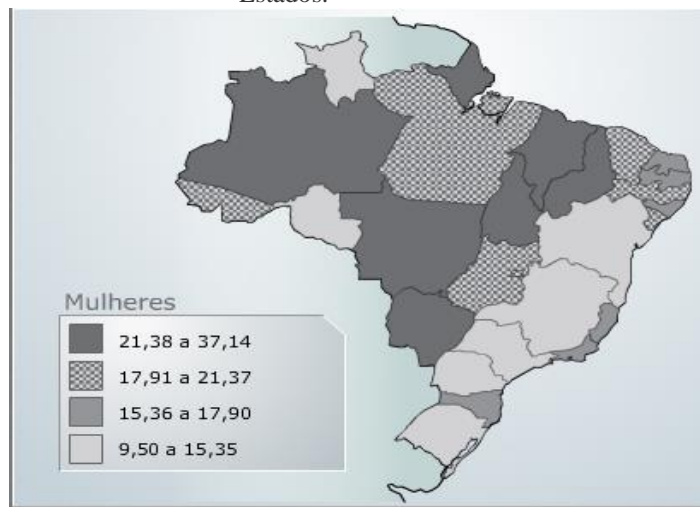 Estados.
Mulheres
21,38 a 37,14
17,91 a 21,37
15,36 a 17,90
9,50 a 15,35